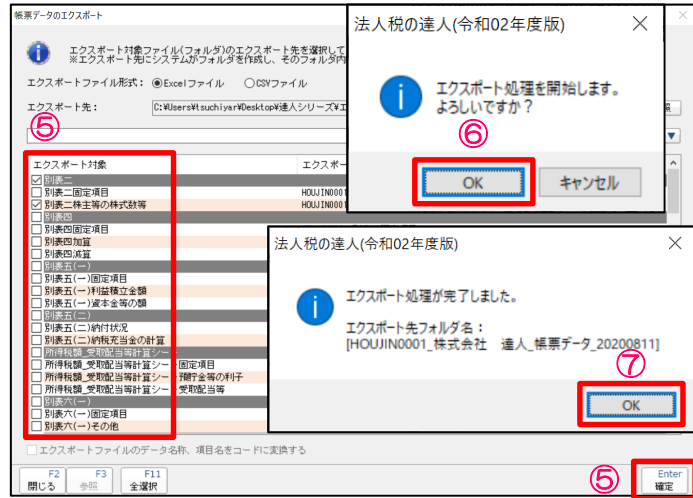 帳票データのエクスポート
エクスポート対象ファイル(フォルダ)のエクスポート先を選択して
※エクスポート先にシステムがフォルダを作成し、そのフォルダ内
エクスポートファイル形式： Excelファイル CSVファイル
エクスポート先： C:¥Users¥tsuchiyar¥Desktop¥達人シリーズ¥エ
⑤
エクスポート対象 エクスポー
別表二
別表二固定項目 HOUJIN0001
別表二株主等の株式数等 HOUJIN0001
別表四
別表四固定項目
別表四加算
別表四減算
別表五(一)
別表五(一)固定項目
別表五(一)利益積立金額
別表五(一)資本金等の額
別表五(二)
別表五(二)納付状況
別表五(二)納税充当金の計算
所得税額_受取配当等計算シート
所得税額_受取配当等計算シート固定項目
所得税額_受取配当等計算シート預貯金等の利子
所得税額_受取配当等計算シート受取配当等
別表六(一)
別表六(一)固定項目
別表六(一)その他
エクスポートファイルのデータ名称、項目名をコードに変換する
F2 F3 F11
閉じる 参照 全選択
⑤
Enter
確定
法人税の達人(令和02年度版)
エクスポート処理を開始します。
よろしいですか？
⑥
OK キャンセル
法人税の達人(令和02年度版)
エクスポート処理が完了しました。
エクスポート先フォルダ名：
[HOUJIN0001_株式会社 達人_帳票データ_20200811]
⑦
OK